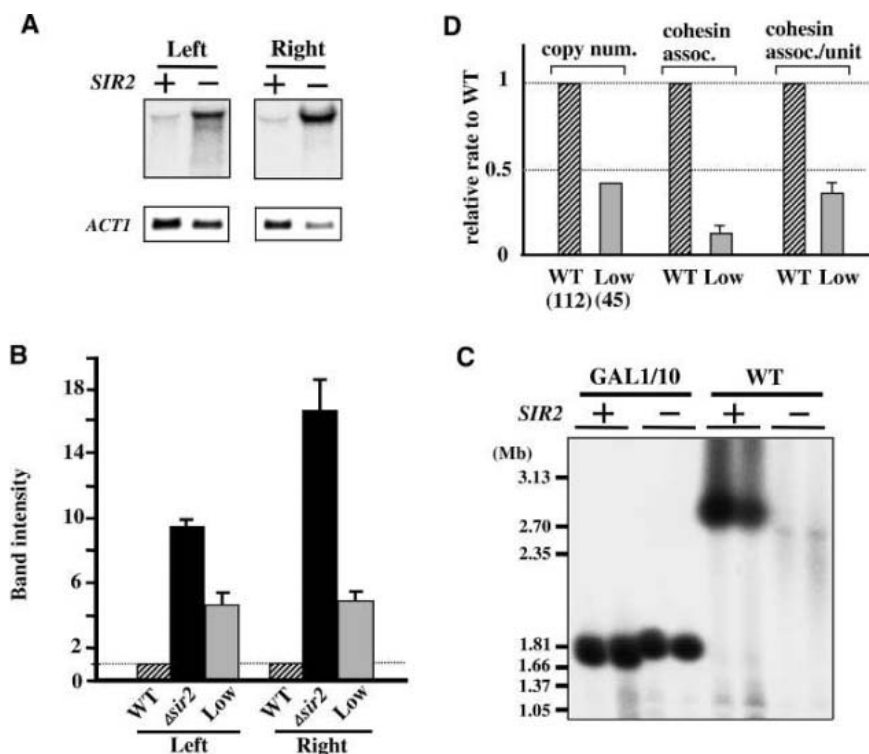 A
Left Right
SIR2 + − + −
ACT1
D
copy num. cohesin assoc. cohesin assoc./unit
relative rate to WT
1
0.5
0
WT Low WT Low WT Low
(112) (45)
B
Band intensity
18
14
10
6
2
0
WT Δsir2 Low WT Δsir2 Low
Left Right
C
GAL1/10 WT
SIR2 + − + −
(Mb)
3.13
2.70
2.35
1.81
1.66
1.37
1.05